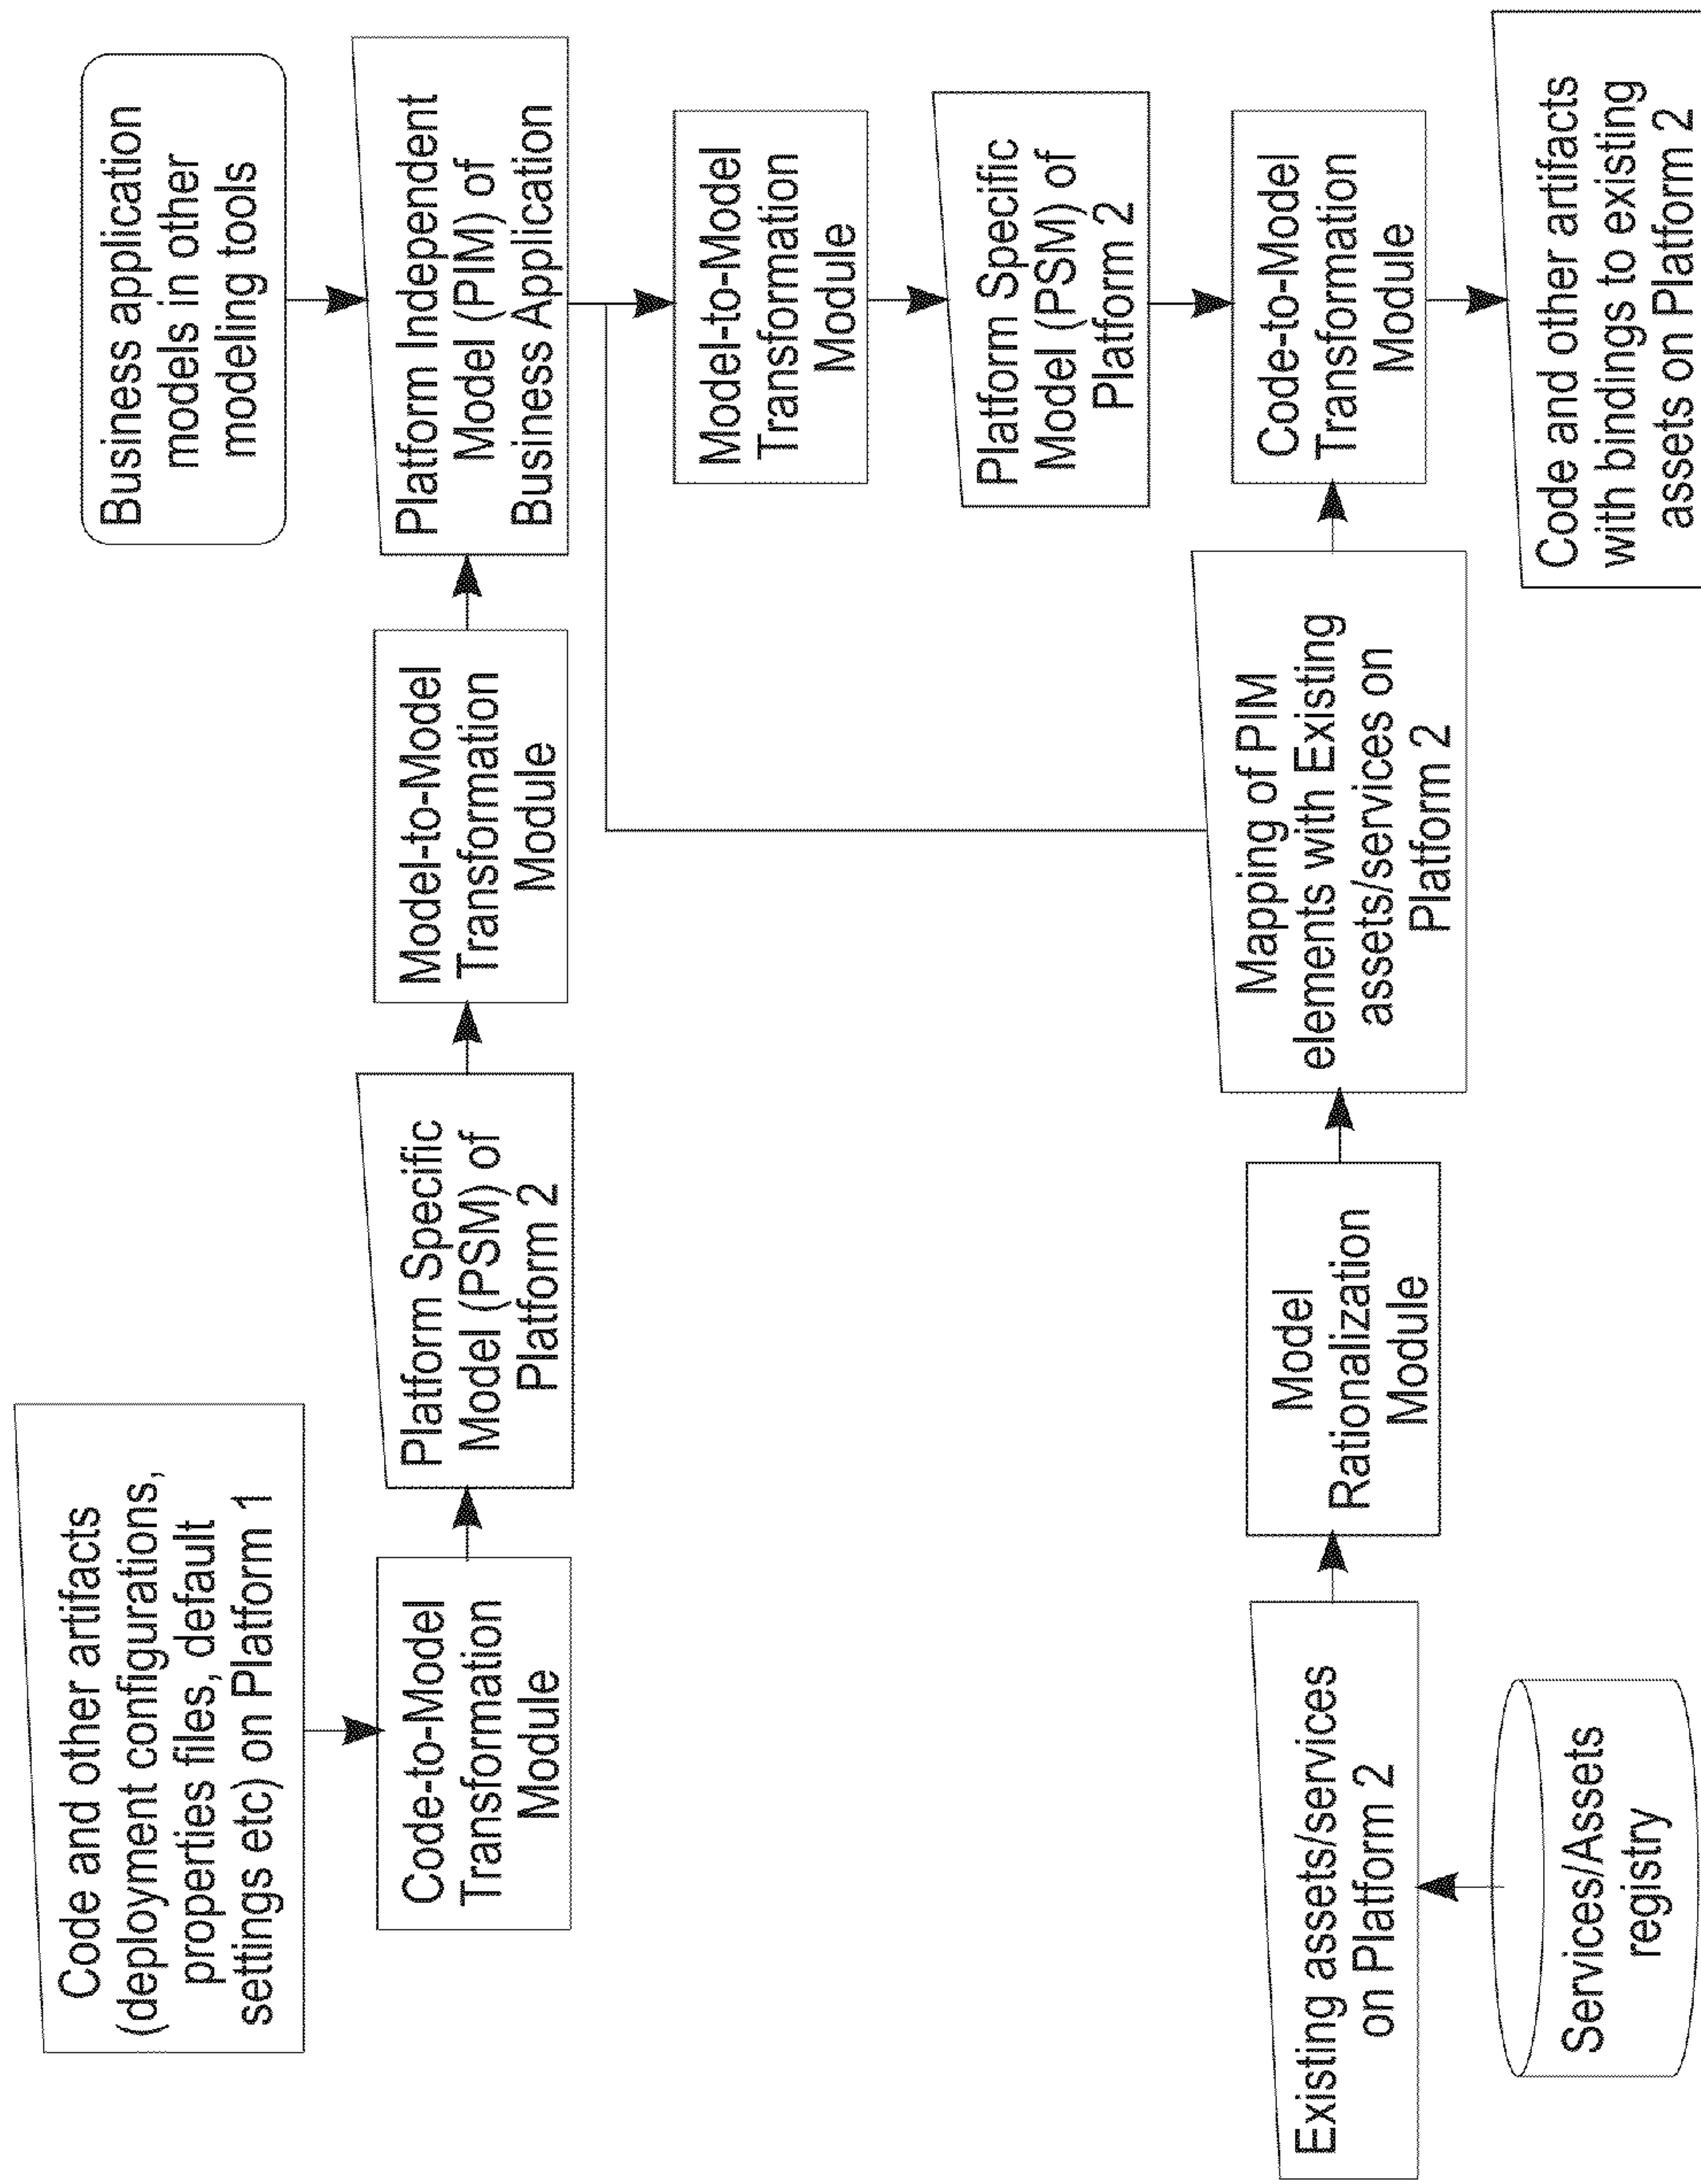 Code and other artifacts
(deployment configurations,
properties files, default
settings etc) on Platform 1
Code-to-Model
Transformation
Module
Platform Specific
Model (PSM) of
Platform 2
Model-to-Model
Transformation
Module
Business application
models in other
modeling tools
Platform Independent
Model (PIM) of
Business Application
Model-to-Model
Transformation
Module
Platform Specific
Model (PSM) of
Platform 2
Services/Assets
registry
Existing assets/services
on Platform 2
Model
Rationalization
Module
Mapping of PIM
elements with Existing
assets/services on
Platform 2
Code-to-Model
Transformation
Module
Code and other artifacts
with bindings to existing
assets on Platform 2